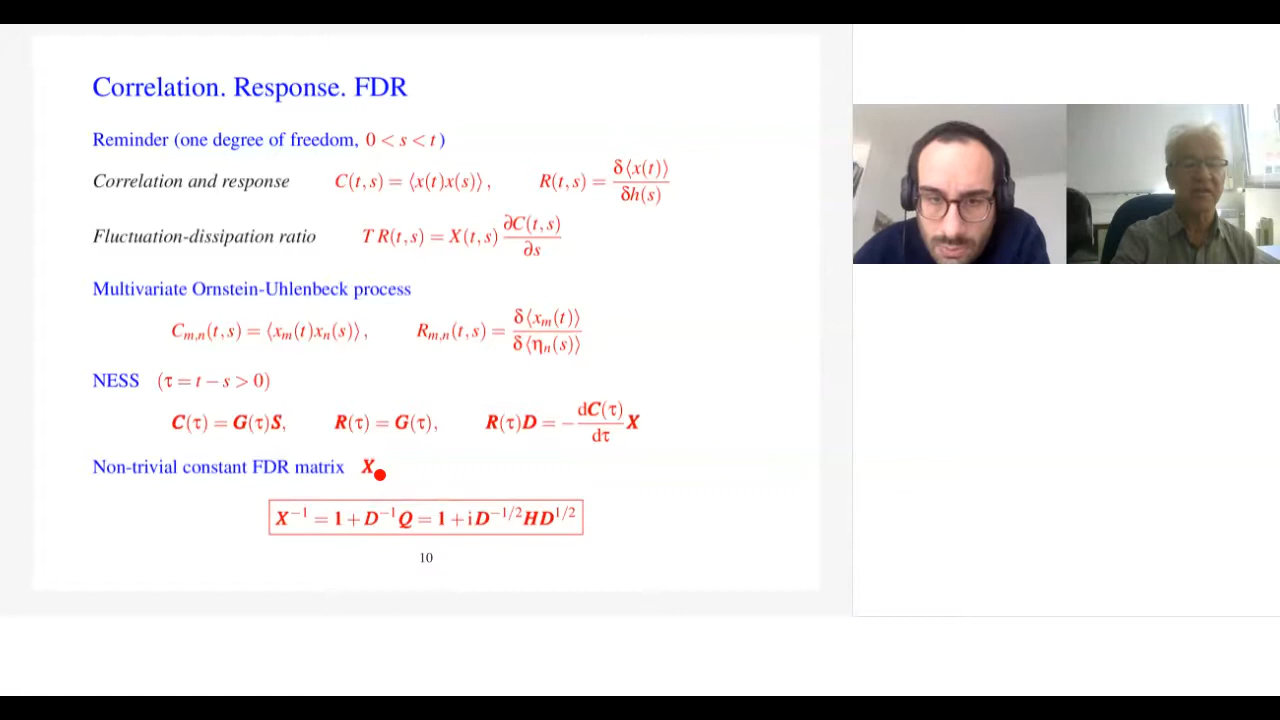 Correlation. Response. FDR
Reminder (one degree of freedom, 0 < s < t)
Correlation and response C(t,s) = ⟨x(t)x(s)⟩, R(t,s) = δ⟨x(t)⟩/δh(s)
Fluctuation-dissipation ratio T R(t,s) = X(t,s) ∂C(t,s)/∂s
Multivariate Ornstein-Uhlenbeck process
C_{m,n}(t,s) = ⟨x_m(t)x_n(s)⟩, R_{m,n}(t,s) = δ⟨x_m(t)⟩/δ⟨η_n(s)⟩
NESS (τ = t − s > 0)
C(τ) = G(τ)S, R(τ) = G(τ), R(τ)D = −dC(τ)/dτ X
Non-trivial constant FDR matrix X
X^{−1} = 1 + D^{−1}Q = 1 + iD^{−1/2}HD^{1/2}
10